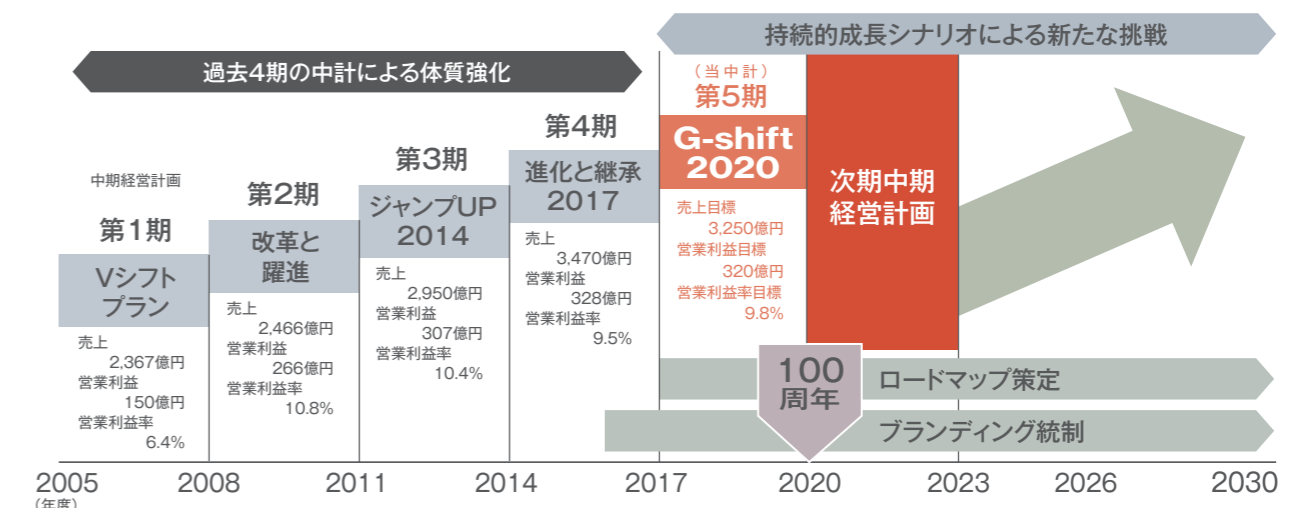 持続的成長シナリオによる新たな挑戦
過去4期の中計による体質強化
中期経営計画
第1期
Vシフト
プラン
売上
2,367億円
営業利益
150億円
営業利益率
6.4%
第2期
改革と
躍進
売上
2,466億円
営業利益
266億円
営業利益率
10.8%
第3期
ジャンプUP
2014
売上
2,950億円
営業利益
307億円
営業利益率
10.4%
第4期
進化と継承
2017
売上
3,470億円
営業利益
328億円
営業利益率
9.5%
(当中計)
第5期
G-shift
2020
売上目標
3,250億円
営業利益目標
320億円
営業利益率目標
9.8%
次期中期
経営計画
100
周年
ロードマップ策定
ブランディング統制
2005 2008 2011 2014 2017 2020 2023 2026 2030
(年度)